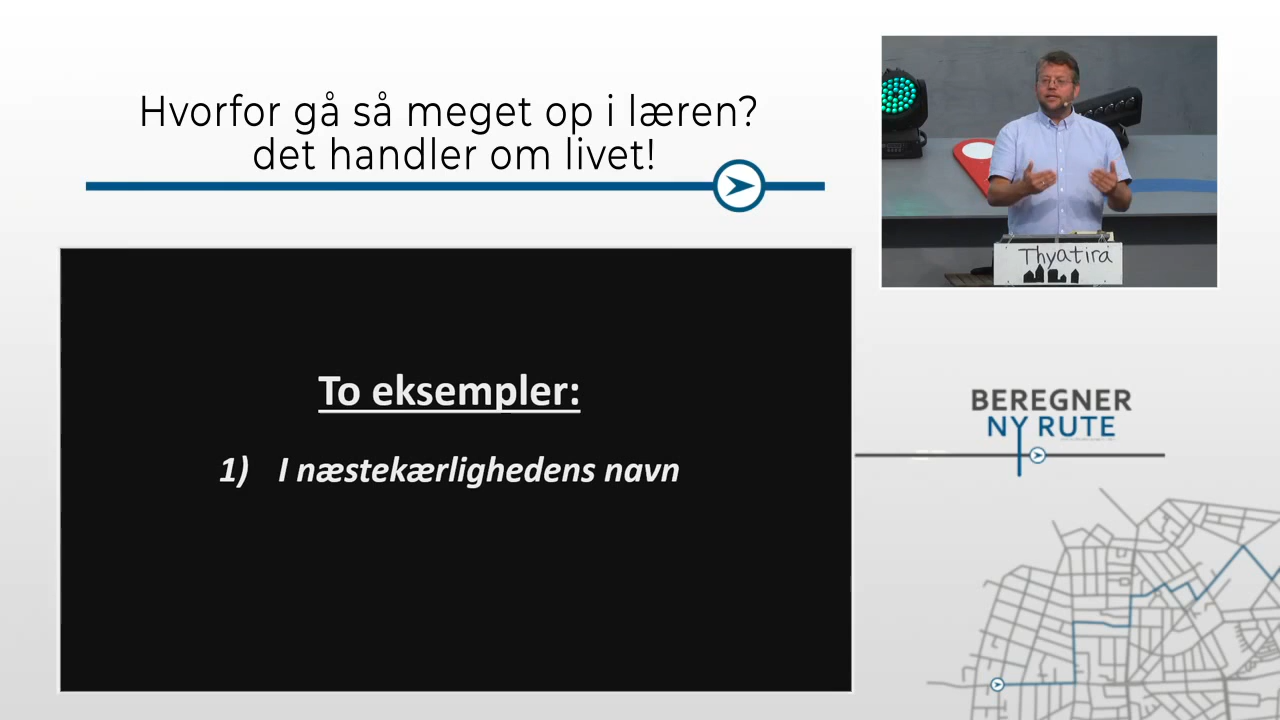 Hvorfor gå så meget op i læren?
det handler om livet!
Thyatira
To eksempler:
1) I næstekærlighedens navn
BEREGNER
NY RUTE